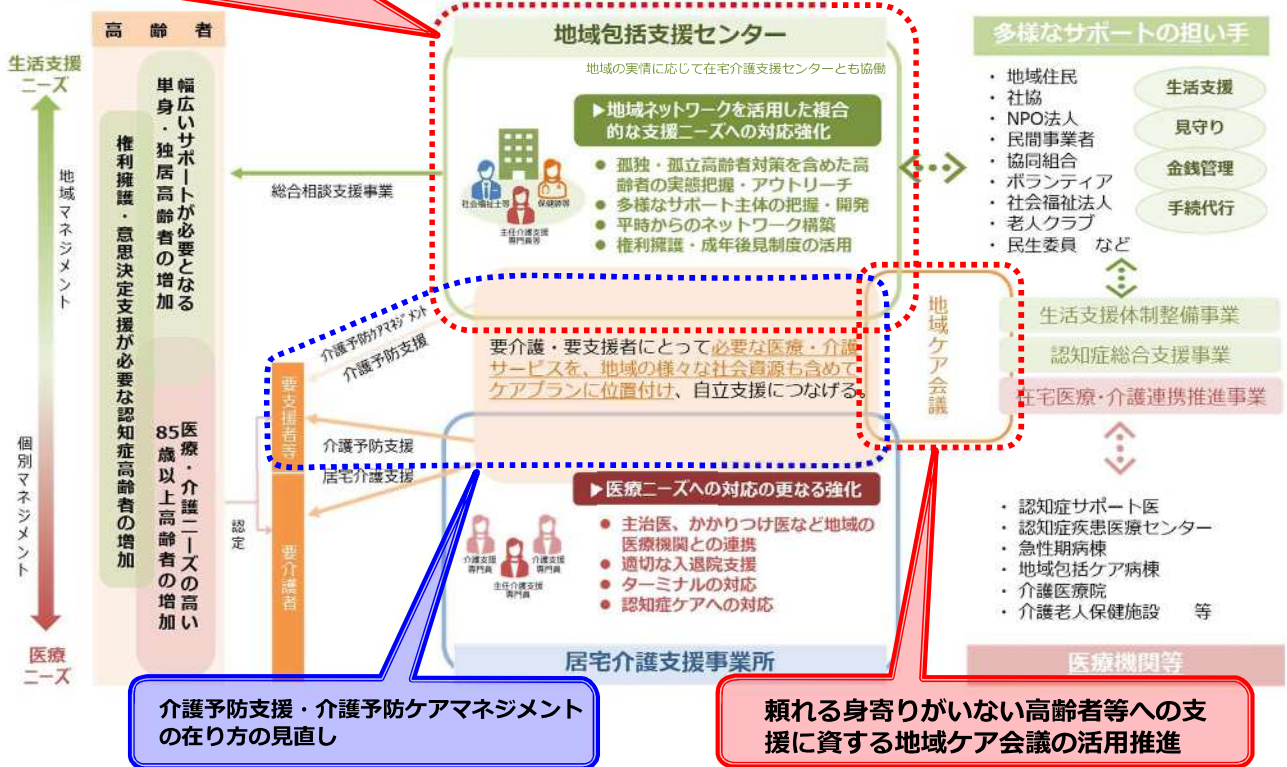 高齢者
生活支援
ニーズ
地域マネジメント
個別マネジメント
医療
ニーズ
幅広いサポートが必要となる
単身・独居高齢者の増加
権利擁護・意思決定支援が必要な認知症高齢者の増加
医療・介護ニーズの高い
85歳以上高齢者の増加
認定
要支援者等
要介護者
総合相談支援事業
介護予防ケアマネジメント
介護予防支援
介護予防支援
居宅介護支援
地域包括支援センター
地域の実情に応じて在宅介護支援センターとも協働
▶地域ネットワークを活用した複合
的な支援ニーズへの対応強化
● 孤独・孤立高齢者対策を含めた高
齢者の実態把握・アウトリーチ
● 多様なサポート主体の把握・開発
● 平時からのネットワーク構築
● 権利擁護・成年後見制度の活用
社会福祉士等
保健師等
主任介護支援
専門員等
要介護・要支援者にとって必要な医療・介護
サービスを、地域の様々な社会資源も含めて
ケアプランに位置付け、自立支援につなげる。
▶医療ニーズへの対応の更なる強化
● 主治医、かかりつけ医など地域の
医療機関との連携
● 適切な入退院支援
● ターミナルの対応
● 認知症ケアへの対応
介護支援
専門員
介護支援
専門員
主任介護支援
専門員
居宅介護支援事業所
地域ケア会議
多様なサポートの担い手
・ 地域住民
・ 社協
・ NPO法人
・ 民間事業者
・ 協同組合
・ ボランティア
・ 社会福祉法人
・ 老人クラブ
・ 民生委員 など
生活支援
見守り
金銭管理
手続代行
生活支援体制整備事業
認知症総合支援事業
在宅医療・介護連携推進事業
・ 認知症サポート医
・ 認知症疾患医療センター
・ 急性期病棟
・ 地域包括ケア病棟
・ 介護医療院
・ 介護老人保健施設 等
医療機関等
介護予防支援・介護予防ケアマネジメント
の在り方の見直し
頼れる身寄りがいない高齢者等への支
援に資する地域ケア会議の活用推進